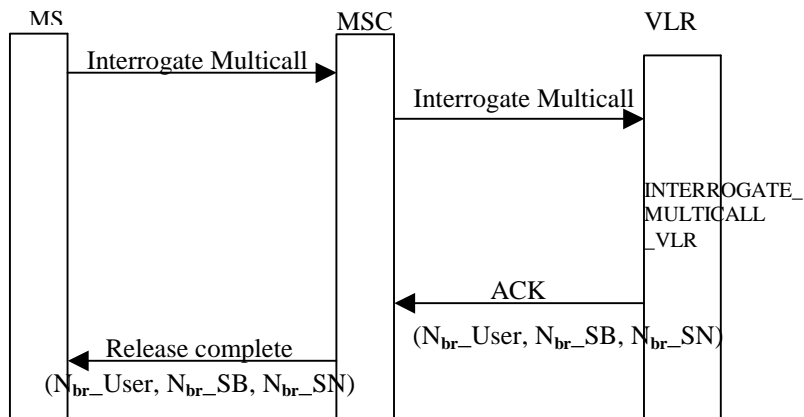 MS
MSC
VLR
Interrogate Multicall
Interrogate Multicall
INTERROGATE_
MULTICALL
_VLR
ACK
(Nbr_User, Nbr_SB, Nbr_SN)
Release complete
(Nbr_User, Nbr_SB, Nbr_SN)